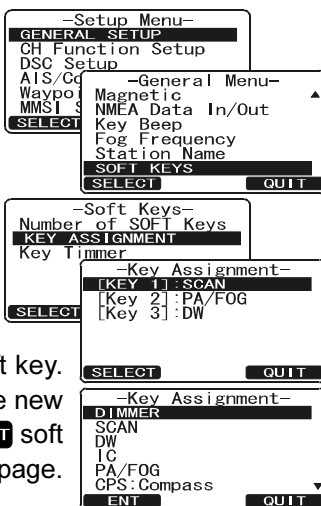 -Setup Menu-
GENERAL SETUP
CH Function Setup
DSC Setup
AIS/Co
Waypoi
MMSI S
SELECT
-General Menu-
Magnetic
NMEA Data In/Out
Key Beep
Fog Frequency
Station Name
SOFT KEYS
SELECT QUIT
-Soft Keys-
Number of SOFT Keys
KEY ASSIGNMENT
Key Timmer
SELECT
-Key Assignment-
[KEY 1]:SCAN
[Key 2]:PA/FOG
[Key 3]:DW
SELECT QUIT
t key.
e new
soft
page.
-Key Assignment-
DIMMER
SCAN
DW
IC
PA/FOG
CPS:Compass
ENT QUIT